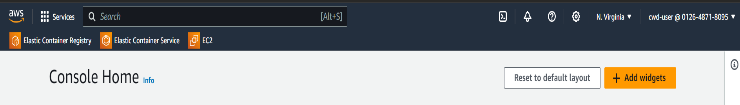 aws Services Search [Alt+S] N. Virginia cwd-user @ 0126-4871-8095
Elastic Container Registry Elastic Container Service EC2
Console Home Info Reset to default layout + Add widgets